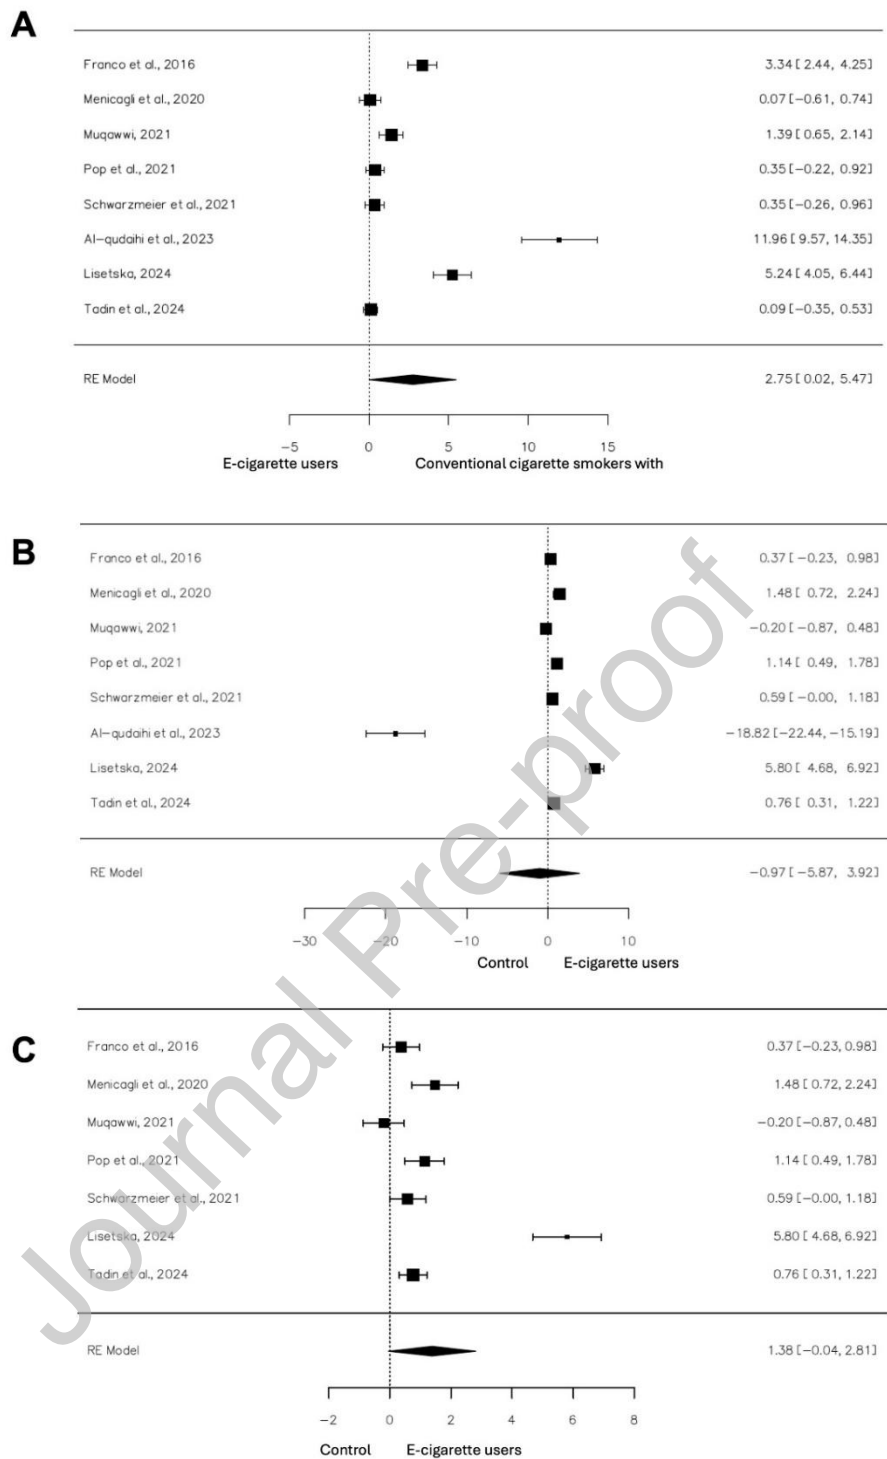 A
Franco et al., 2016 3.34 [ 2.44, 4.25]
Menicagli et al., 2020 0.07 [−0.61, 0.74]
Muqawwi, 2021 1.39 [ 0.65, 2.14]
Pop et al., 2021 0.35 [−0.22, 0.92]
Schwarzmeier et al., 2021 0.35 [−0.26, 0.96]
Al−qudaihi et al., 2023 11.96 [ 9.57, 14.35]
Lisetska, 2024 5.24 [ 4.05, 6.44]
Tadin et al., 2024 0.09 [−0.35, 0.53]
RE Model 2.75 [ 0.02, 5.47]
−5 0 5 10 15
E-cigarette users Conventional cigarette smokers with
B
Franco et al., 2016 0.37 [ −0.23, 0.98]
Menicagli et al., 2020 1.48 [ 0.72, 2.24]
Muqawwi, 2021 −0.20 [ −0.87, 0.48]
Pop et al., 2021 1.14 [ 0.49, 1.78]
Schwarzmeier et al., 2021 0.59 [ −0.00, 1.18]
Al−qudaihi et al., 2023 −18.82 [−22.44, −15.19]
Lisetska, 2024 5.80 [ 4.68, 6.92]
Tadin et al., 2024 0.76 [ 0.31, 1.22]
RE Model −0.97 [ −5.87, 3.92]
−30 −20 −10 0 10
Control E-cigarette users
C
Franco et al., 2016 0.37 [−0.23, 0.98]
Menicagli et al., 2020 1.48 [ 0.72, 2.24]
Muqawwi, 2021 −0.20 [−0.87, 0.48]
Pop et al., 2021 1.14 [ 0.49, 1.78]
Schwarzmeier et al., 2021 0.59 [−0.00, 1.18]
Lisetska, 2024 5.80 [ 4.68, 6.92]
Tadin et al., 2024 0.76 [ 0.31, 1.22]
RE Model 1.38 [−0.04, 2.81]
−2 0 2 4 6 8
Control E-cigarette users
Journal Pre-proof